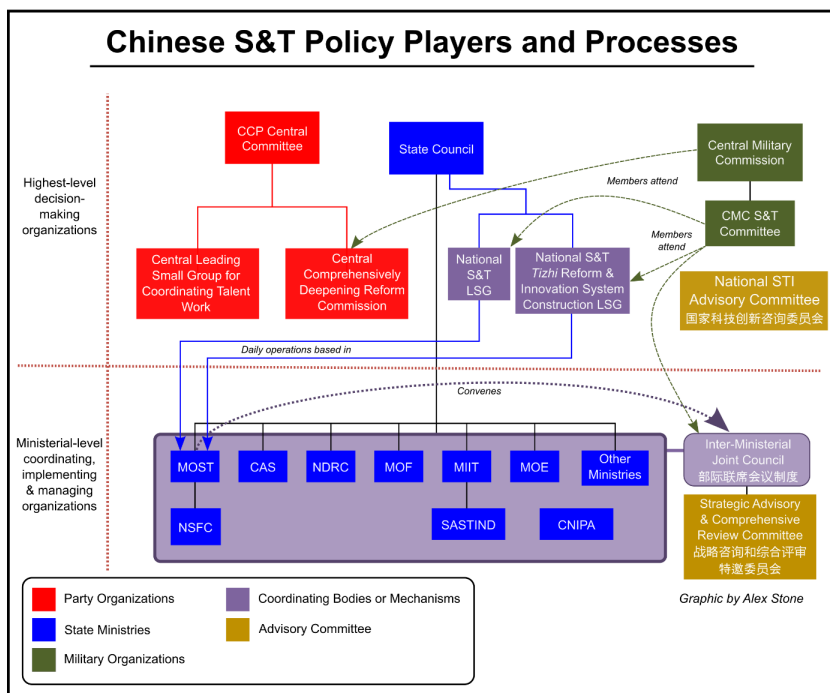 Chinese S&T Policy Players and Processes
Highest-level
decision-
making
organizations
CCP Central
Committee
State Council
Central Military
Commission
Members attend
CMC S&T
Committee
Members
attend
Central Leading
Small Group for
Coordinating Talent
Work
Central
Comprehensively
Deepening Reform
Commission
National
S&T
LSG
National S&T
Tizhi Reform &
Innovation System
Construction LSG
National STI
Advisory Committee
国家科技创新咨询委员会
Daily operations based in
Ministerial-level
coordinating,
implementing
& managing
organizations
Convenes
MOST
CAS
NDRC
MOF
MIIT
MOE
Other
Ministries
Inter-Ministerial
Joint Council
部际联席会议制度
NSFC
SASTIND
CNIPA
Strategic Advisory
& Comprehensive
Review Committee
战略咨询和综合评审
特邀委员会
Graphic by Alex Stone
Party Organizations
Coordinating Bodies or Mechanisms
State Ministries
Advisory Committee
Military Organizations